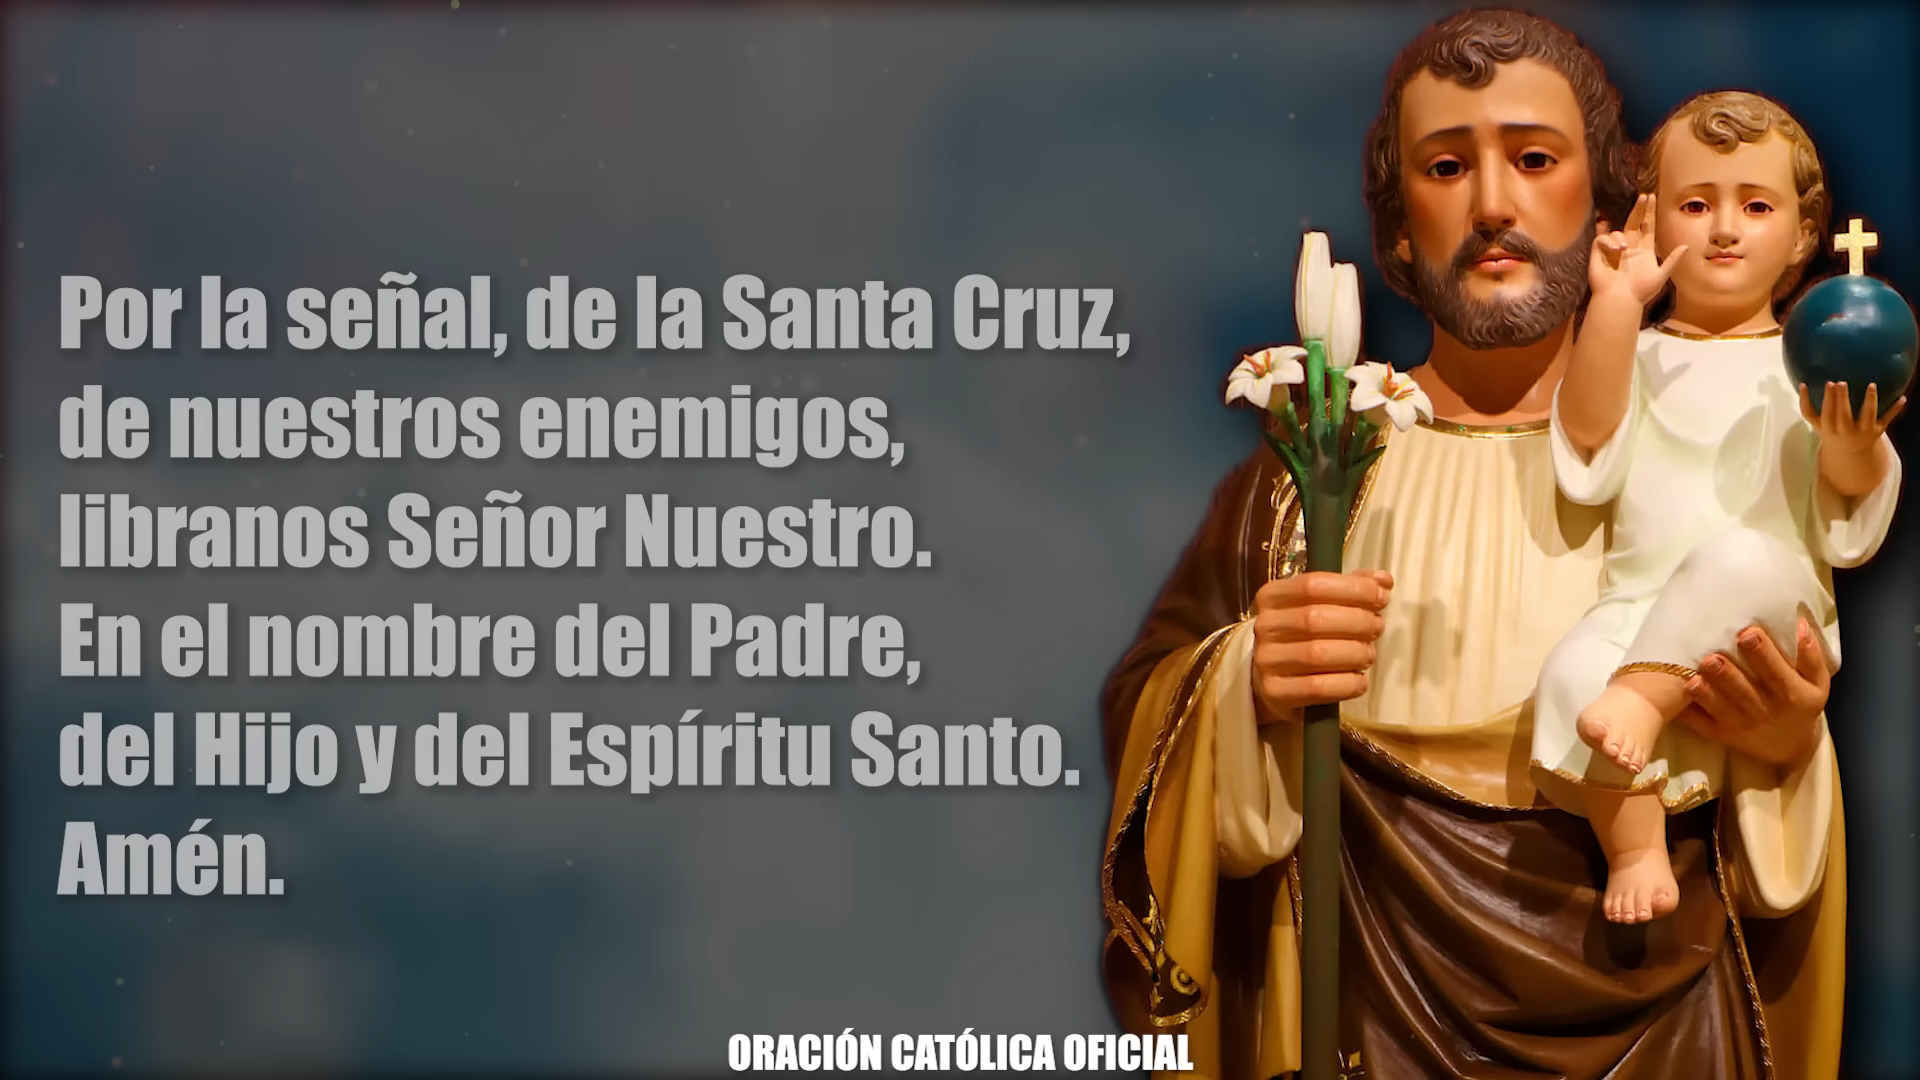 Por la señal, de la Santa Cruz,
de nuestros enemigos,
libranos Señor Nuestro.
En el nombre del Padre,
del Hijo y del Espíritu Santo.
Amén.
ORACIÓN CATÓLICA OFICIAL